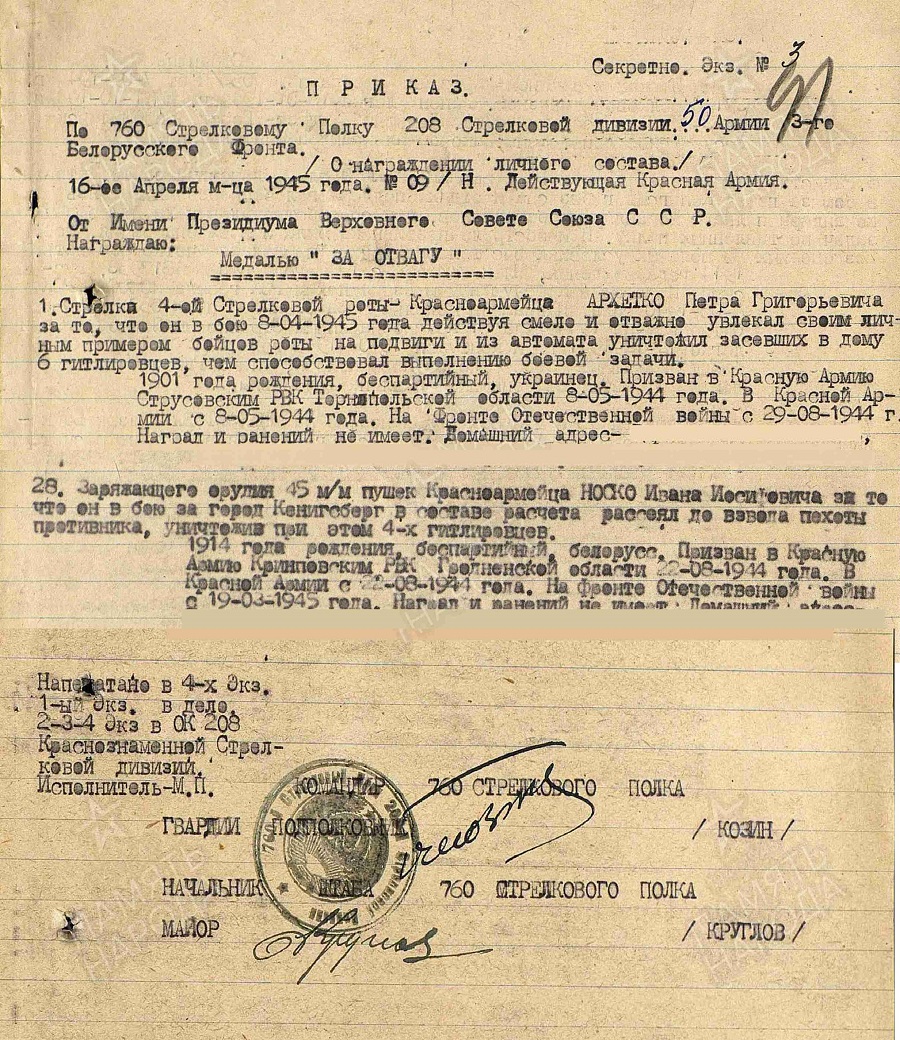 Секретно. Экз. № 3
П Р И К А З.
По 760 Стрелковому Полку 208 Стрелковой дивизии.50..Армии 3-го
Белорусского Фронта.
/ О награждении личного состава./
16-ое Апреля м-ца 1945 года. № 09 / Н . Действующая Красная Армия.
От Имени Президиума Верховного Совете Союза С С Р.
Награждаю:
Медалью " ЗА ОТВАГУ "
1.Стрелка 4-ой Стрелковой роты- Красноармейца АРХЕТКО Петра Григорьевича
за то, что он в бою 8-04-1945 года действуя смело и отважно увлекал своим лич-
ным примером бойцов роты на подвиги и из автомата уничтожил засевших в дому
6 гитлировцев, чем способствовал выполнению боевой задачи.
1901 года рождения, беспартийный, украинец. Призван в Красную Армию
Струсовским РВК Тернопольской области 8-05-1944 года. В Красной Ар-
мии с 8-05-1944 года. На Фронте Отечественной войны с 29-08-1944 г.
Наград и ранений не имеет. Домашний адрес-
28. Заряжающего орудия 45 м/м пушек Красноармейца НОСКО Ивана Иосифовича за то
что он в бою за город Кенигсберг в составе расчета рассеял до взвода пехоты
противника, уничтожив при этом 4-х гитлировцев.
1914 года рождения, беспартийный, белорусс. Призван в Красную
Армию Кринповским РВК Гродненской области 22-08-1944 года. В
Красной Армии с 22-08-1944 года. На Фронте Отечественной войны
с 19-03-1945 года. Наград и ранений не имеет. Домашний адрес-
Напечатано в 4-х Экз.
1-ый Экз. в дело.
2-3-4 Экз в ОК 208
Краснознаменной Стрел-
ковой дивизии.
Исполнитель-М.П.
КОМАНДИР 760 СТРЕЛКОВОГО ПОЛКА
ГВАРДИИ ПОДПОЛКОВНИК / КОЗИН /
НАЧАЛЬНИК ШТАБА 760 СТРЕЛКОВОГО ПОЛКА
МАЙОР / КРУГЛОВ /
ПАМЯТЬ НАРОДА